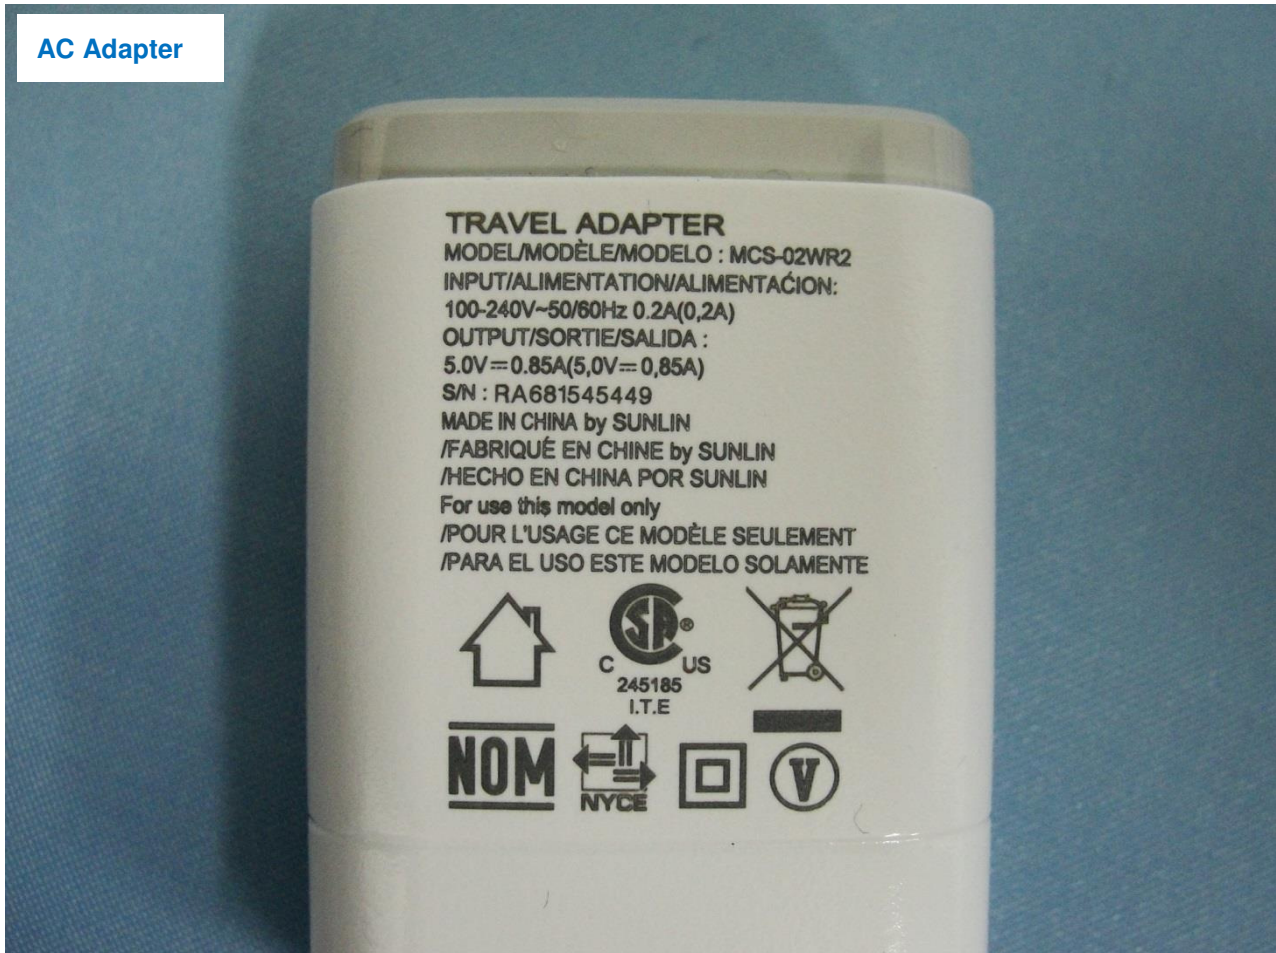 AC Adapter
TRAVEL ADAPTER
MODEL/MODÈLE/MODELO : MCS-02WR2
INPUT/ALIMENTATION/ALIMENTAĆION:
100-240V~50/60Hz 0.2A(0,2A)
OUTPUT/SORTIE/SALIDA :
5.0V⎓0.85A(5,0V⎓0,85A)
S/N : RA681545449
MADE IN CHINA by SUNLIN
/FABRIQUÉ EN CHINE by SUNLIN
/HECHO EN CHINA POR SUNLIN
For use this model only
/POUR L'USAGE CE MODÈLE SEULEMENT
/PARA EL USO ESTE MODELO SOLAMENTE
SA®
C US
245185
I.T.E
NOM
NYCE
V